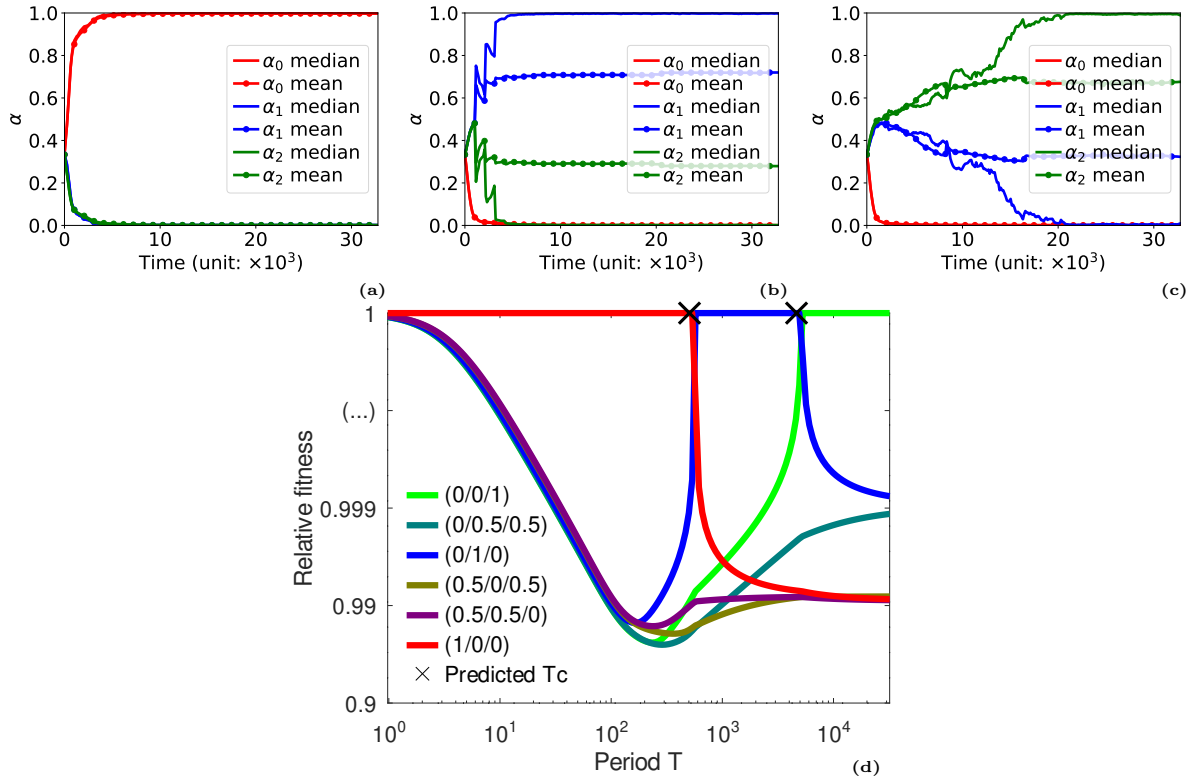 1.0
0.8
0.6
0.4
0.2
0.0
α
α₀ median
α₀ mean
α₁ median
α₁ mean
α₂ median
α₂ mean
0 10 20 30
Time (unit: ×10³)
(a)
1.0
0.8
0.6
0.4
0.2
0.0
α
α₀ median
α₀ mean
α₁ median
α₁ mean
α₂ median
α₂ mean
0 10 20 30
Time (unit: ×10³)
(b)
1.0
0.8
0.6
0.4
0.2
0.0
α
α₀ median
α₀ mean
α₁ median
α₁ mean
α₂ median
α₂ mean
0 10 20 30
Time (unit: ×10³)
(c)
1
(...)
0.999
0.99
0.9
Relative fitness
(0/0/1)
(0/0.5/0.5)
(0/1/0)
(0.5/0/0.5)
(0.5/0.5/0)
(1/0/0)
Predicted Tc
10⁰ 10¹ 10² 10³ 10⁴
Period T
(d)